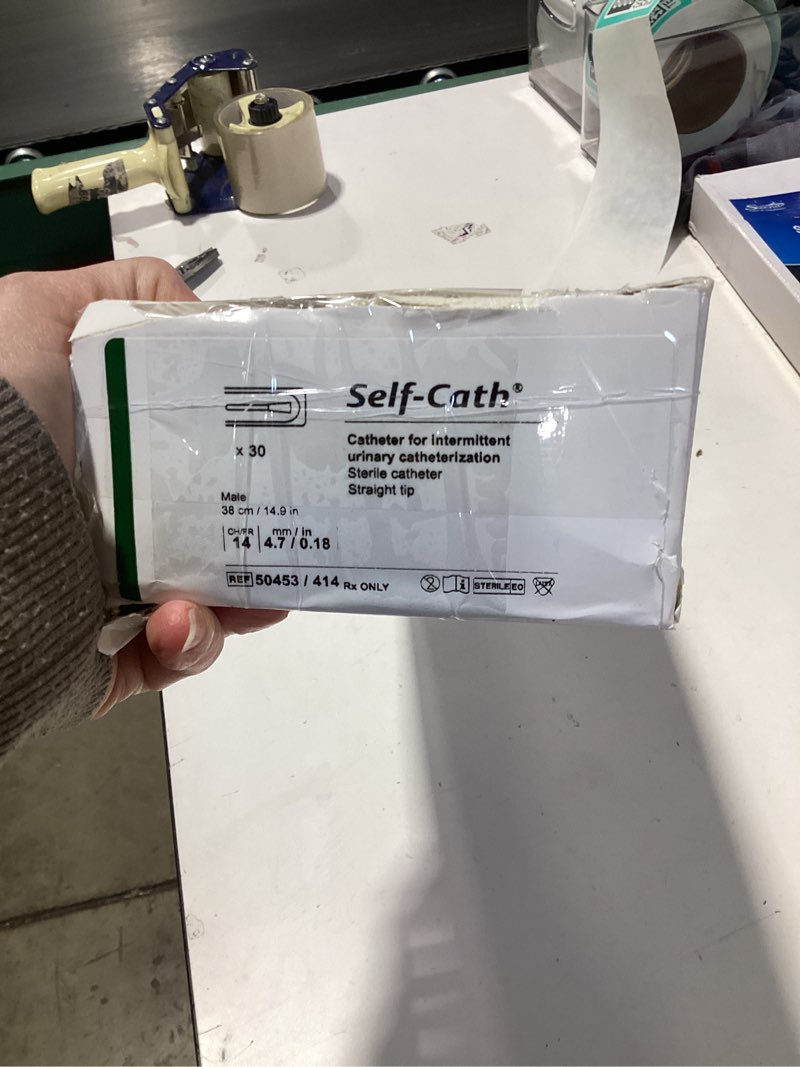 Self-Cath®
x 30
Catheter for intermittent
urinary catheterization
Sterile catheter
Straight tip
Male
38 cm / 14.9 in
CH/FR mm / in
14 4.7 / 0.18
REF 50453 / 414 Rx ONLY
2 i STERILE EO